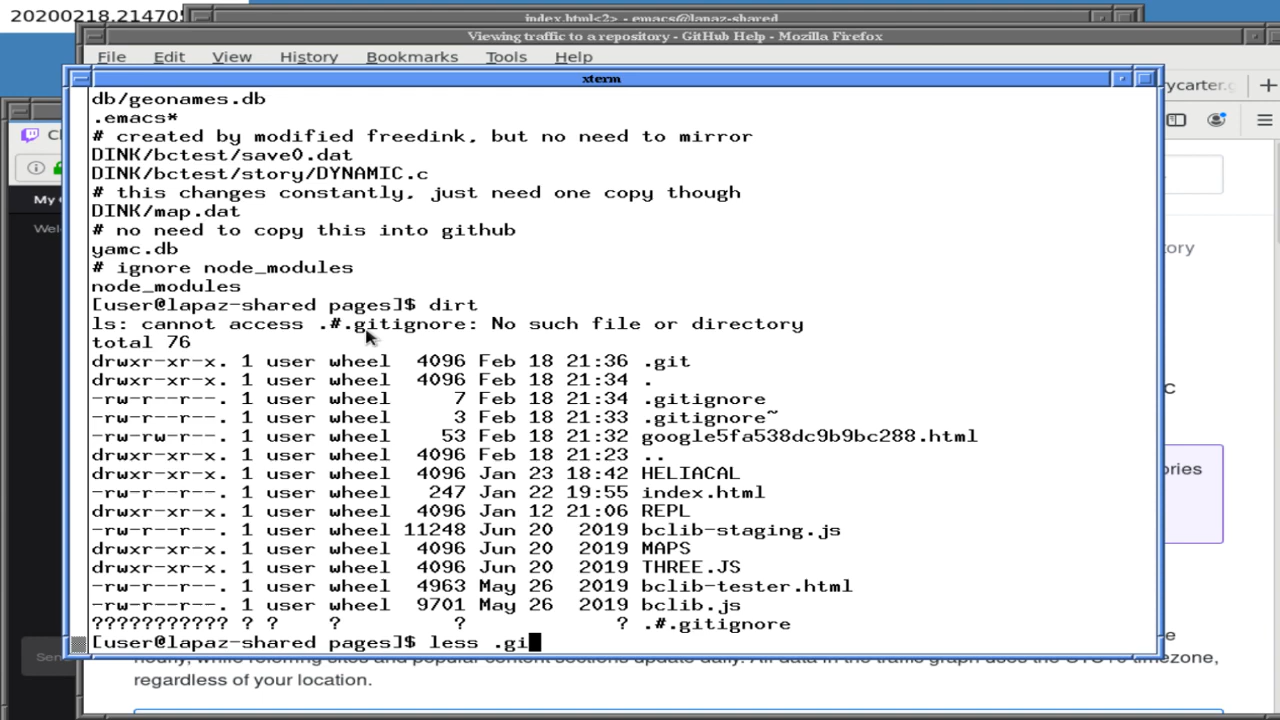 20200218.21470
index.html<2> - emacs@lapaz-shared
Viewing traffic to a repository - GitHub Help - Mozilla Firefox
File Edit View History Bookmarks Tools Help
xterm
ycarter.g
db/geonames.db
.emacs*
# created by modified freedink, but no need to mirror
DINK/bctest/save0.dat
DINK/bctest/story/DYNAMIC.c
# this changes constantly, just need one copy though
DINK/map.dat
# no need to copy this into github
yamc.db
# ignore node_modules
node_modules
[user@lapaz-shared pages]$ dirt
ls: cannot access .#.gitignore: No such file or directory
total 76
drwxr-xr-x. 1 user wheel 4096 Feb 18 21:36 .git
drwxr-xr-x. 1 user wheel 4096 Feb 18 21:34 .
-rw-r--r--. 1 user wheel 7 Feb 18 21:34 .gitignore
-rw-r--r--. 1 user wheel 3 Feb 18 21:33 .gitignore~
-rw-rw-r--. 1 user wheel 53 Feb 18 21:32 google5fa538dc9b9bc288.html
drwxr-xr-x. 1 user wheel 4096 Feb 18 21:23 ..
drwxr-xr-x. 1 user wheel 4096 Jan 23 18:42 HELIACAL
-rw-r--r--. 1 user wheel 247 Jan 22 19:55 index.html
drwxr-xr-x. 1 user wheel 4096 Jan 12 21:06 REPL
-rw-r--r--. 1 user wheel 11248 Jun 20 2019 bclib-staging.js
drwxr-xr-x. 1 user wheel 4096 Jun 20 2019 MAPS
drwxr-xr-x. 1 user wheel 4096 Jun 20 2019 THREE.JS
-rw-r--r--. 1 user wheel 4963 May 26 2019 bclib-tester.html
-rw-r--r--. 1 user wheel 9701 May 26 2019 bclib.js
??????????? ? ? ? ? ? .#.gitignore
[user@lapaz-shared pages]$ less .gi
My
Wel
Sen
tory
ories
timezone,
regardless of your location.